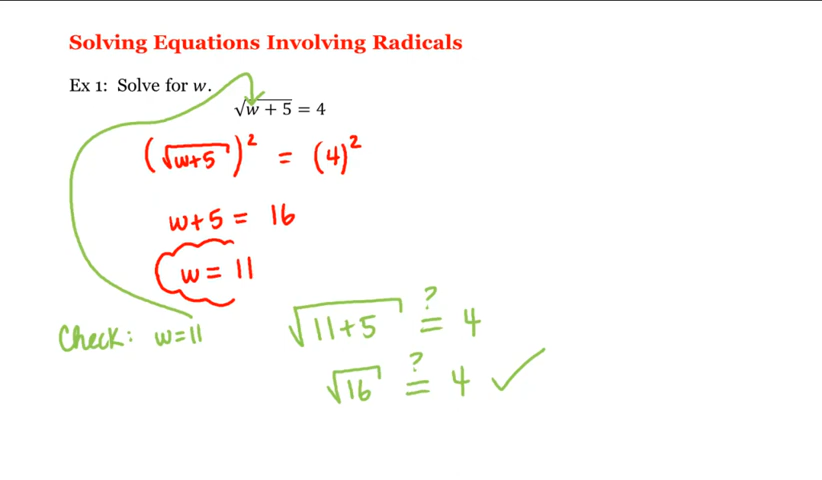 Solving Equations Involving Radicals
Ex 1: Solve for w.
√w + 5 = 4
(√w+5)² = (4)²
w+5 = 16
w = 11
Check: w=11
√11+5 ≟ 4
√16 ≟ 4 ✓